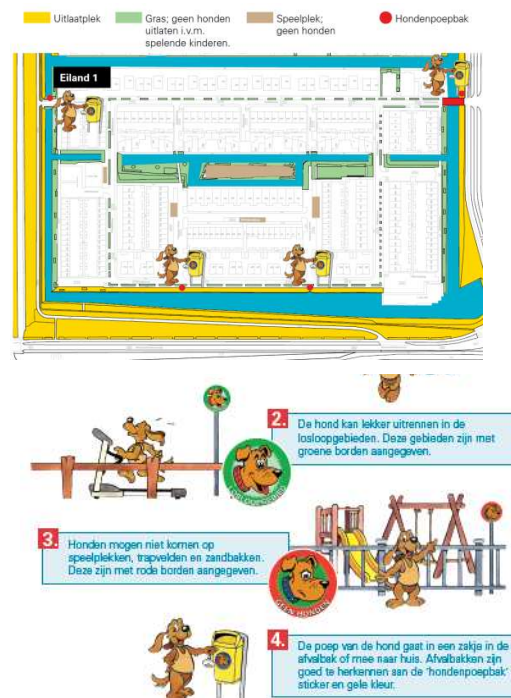 Uitlaatplek
Gras; geen honden
uitlaten i.v.m.
spelende kinderen.
Speelplek;
geen honden
Hondenpoepbak
Eiland 1
2.
De hond kan lekker uitrennen in de
losloopgebieden. Deze gebieden zijn met
groene borden aangegeven.
LOSLOOPGEBIED
3.
Honden mogen niet komen op
speelplekken, trapvelden en zandbakken.
Deze zijn met rode borden aangegeven.
GEEN HONDEN
4.
De poep van de hond gaat in een zakje in de
afvalbak of mee naar huis. Afvalbakken zijn
goed te herkennen aan de 'hondenpoepbak'
sticker en gele kleur.